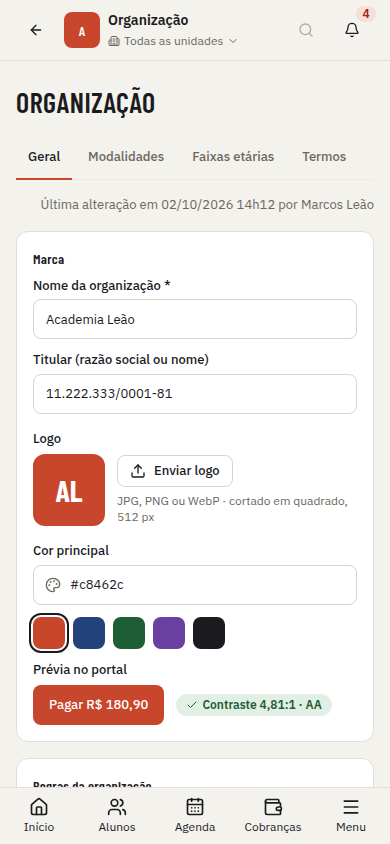 A
Organização
Todas as unidades
4
ORGANIZAÇÃO
Geral
Modalidades
Faixas etárias
Termos
Última alteração em 02/10/2026 14h12 por Marcos Leão
Marca
Nome da organização *
Academia Leão
Titular (razão social ou nome)
11.222.333/0001-81
Logo
AL
Enviar logo
JPG, PNG ou WebP · cortado em quadrado,
512 px
Cor principal
#c8462c
Prévia no portal
Pagar R$ 180,90
Contraste 4,81:1 · AA
Regras da organização
Início
Alunos
Agenda
Cobranças
Menu